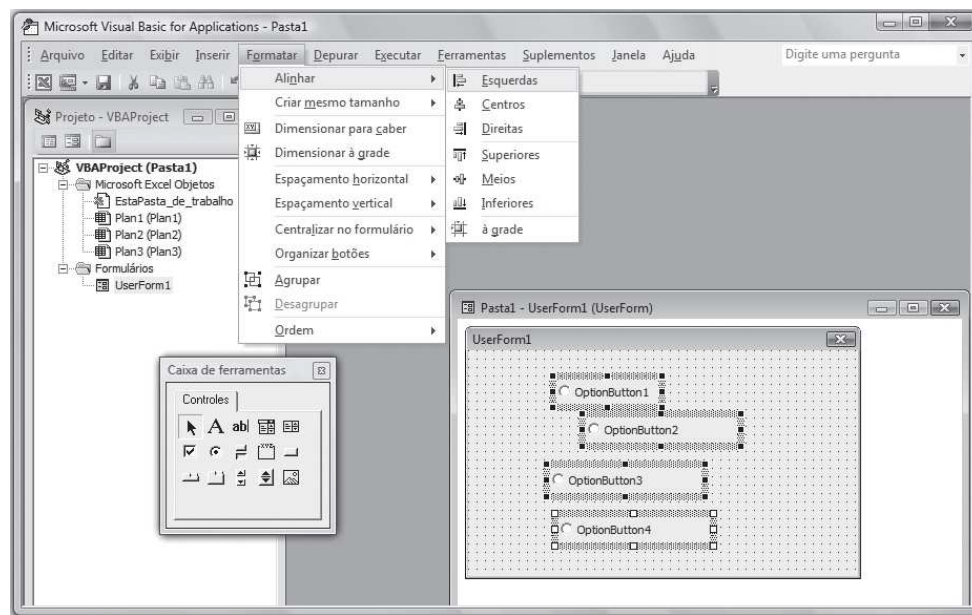 Microsoft Visual Basic for Applications - Pasta1
Arquivo Editar Exibir Inserir Formatar Depurar Executar Ferramentas Suplementos Janela Ajuda Digite uma pergunta
Alinhar
Criar mesmo tamanho
Dimensionar para caber
Dimensionar à grade
Espaçamento horizontal
Espaçamento vertical
Centralizar no formulário
Organizar botões
Agrupar
Desagrupar
Ordem
Esquerdas
Centros
Direitas
Superiores
Meios
Inferiores
à grade
Projeto - VBAProject
VBAProject (Pasta1)
Microsoft Excel Objetos
EstaPasta_de_trabalho
Plan1 (Plan1)
Plan2 (Plan2)
Plan3 (Plan3)
Formulários
UserForm1
Caixa de ferramentas
Controles
A ab
Pasta1 - UserForm1 (UserForm)
UserForm1
OptionButton1
OptionButton2
OptionButton3
OptionButton4